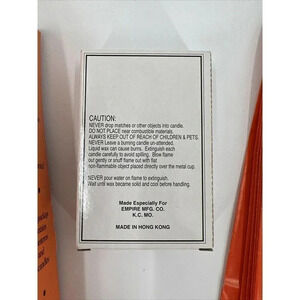 CAUTION:
NEVER drop matches or other objects into candle.
DO NOT PLACE near combustible materials.
ALWAYS KEEP OUT OF REACH OF CHILDREN & PETS.
NEVER Leave a burning candle un-attended.
Liquid wax can cause burns. Extinguish each
candle carefully to avoid spilling. Blow flame
out gently or snuff flame out with flat
non-flammable object placed directly over the metal cup.
NEVER pour water on flame to extinguish.
Wait until wax became solid and cool before handling.
Made Especially For
EMPIRE MFG. CO.
K.C. MO.
MADE IN HONG KONG